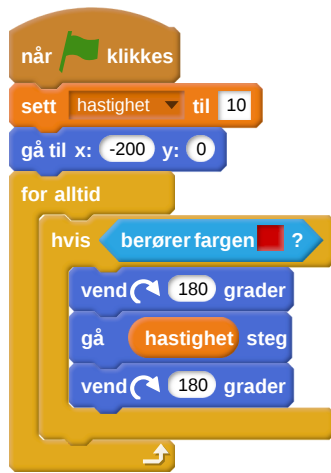 når klikkes
sett hastighet til 10
gå til x: -200 y: 0
for alltid
hvis berører fargen ?
vend 180 grader
gå hastighet steg
vend 180 grader